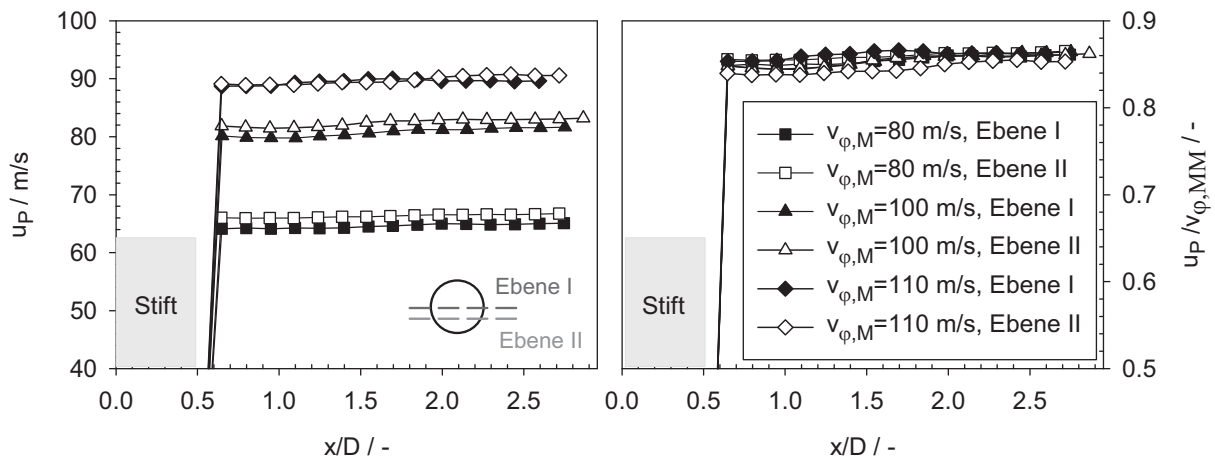 100
90
80
70
60
50
40
u_P / m/s
Stift
Ebene I
Ebene II
0.0 0.5 1.0 1.5 2.0 2.5
x/D / -
0.9
0.8
0.7
0.6
0.5
u_P /v_φ,MM / -
Stift
v_φ,M=80 m/s, Ebene I
v_φ,M=80 m/s, Ebene II
v_φ,M=100 m/s, Ebene I
v_φ,M=100 m/s, Ebene II
v_φ,M=110 m/s, Ebene I
v_φ,M=110 m/s, Ebene II
0.0 0.5 1.0 1.5 2.0 2.5
x/D / -